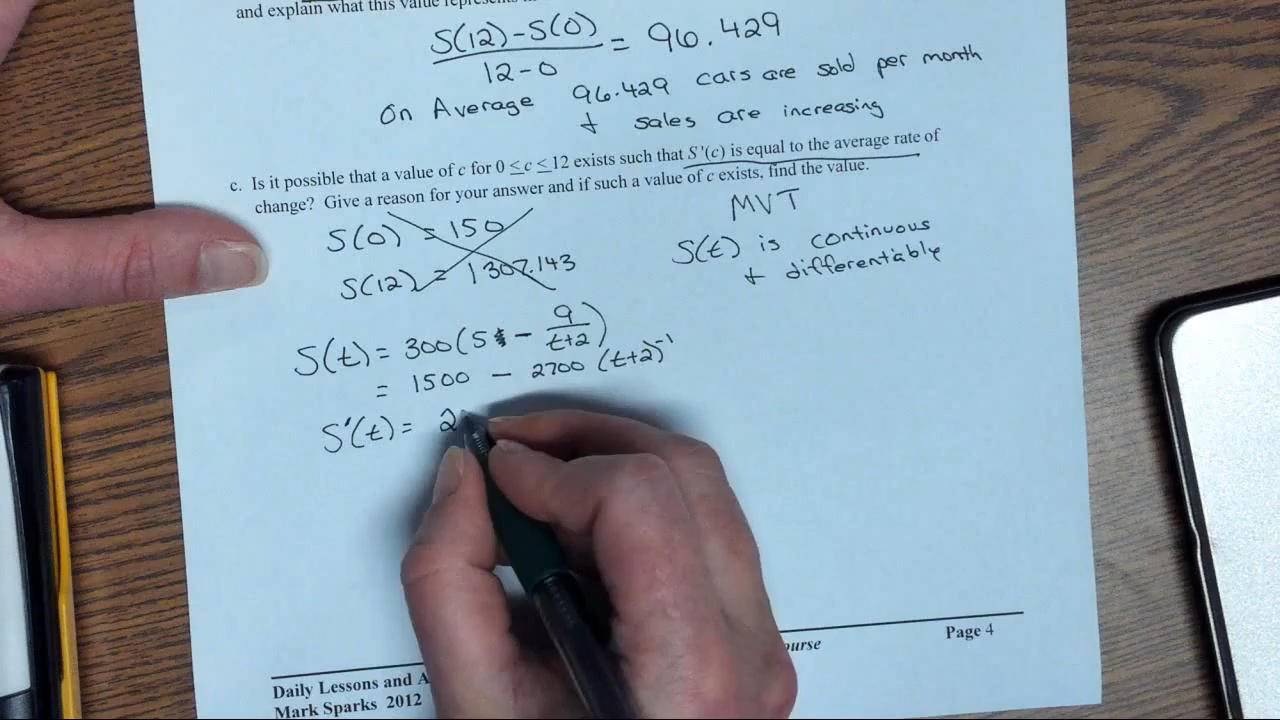 and explain what this value represents
S(12)-S(0) / 12-0 = 96.429
On Average 96.429 cars are sold per month
+ sales are increasing
c. Is it possible that a value of c for 0 ≤ c ≤ 12 exists such that S'(c) is equal to the average rate of
change? Give a reason for your answer and if such a value of c exists, find the value.
S(0) = 150
S(12) = 1307.143
MVT
S(t) is continuous
+ differentiable
S(t) = 300(5 - 9/(t+2))
= 1500 - 2700 (t+2)^-1
S'(t) = 2
Daily Lessons and A
Mark Sparks 2012
ourse
Page 4